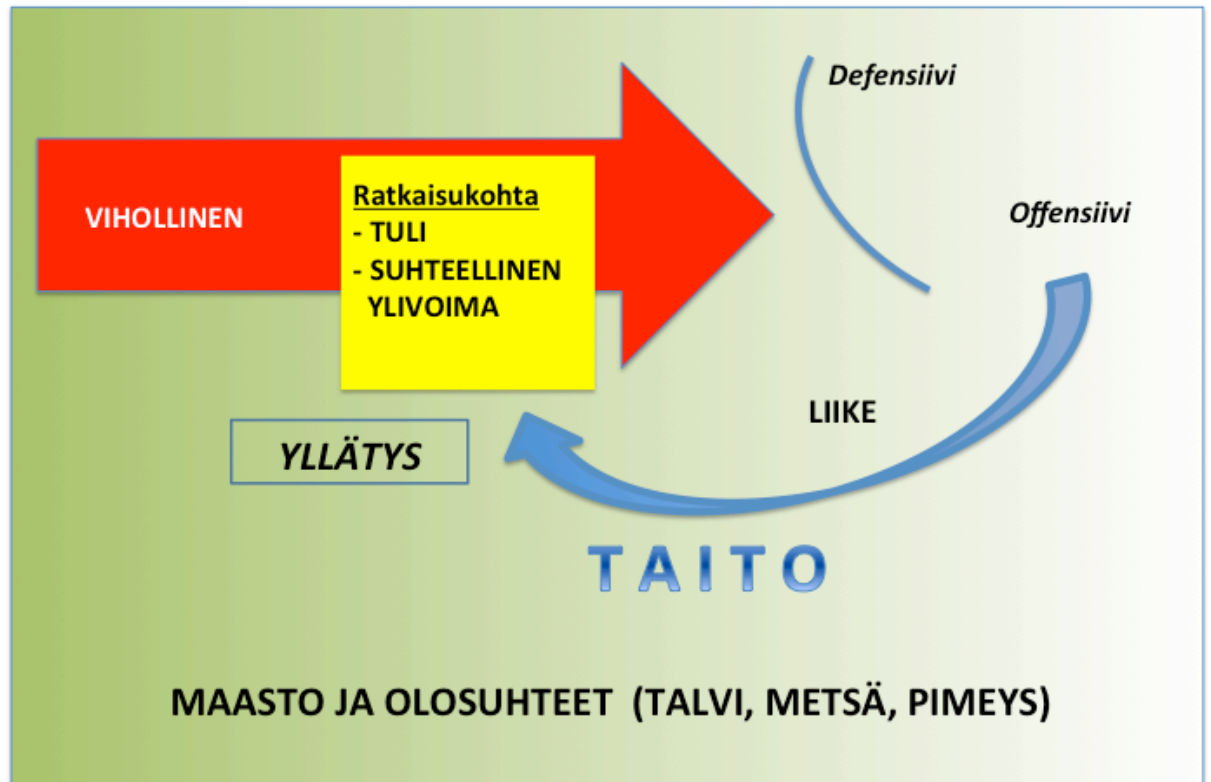 Defensiivi
VIHOLLINEN
Ratkaisukohta
- TULI
- SUHTEELLINEN
YLIVOIMA
Offensiivi
LIIKE
YLLÄTYS
TAITO
MAASTO JA OLOSUHTEET (TALVI, METSÄ, PIMEYS)